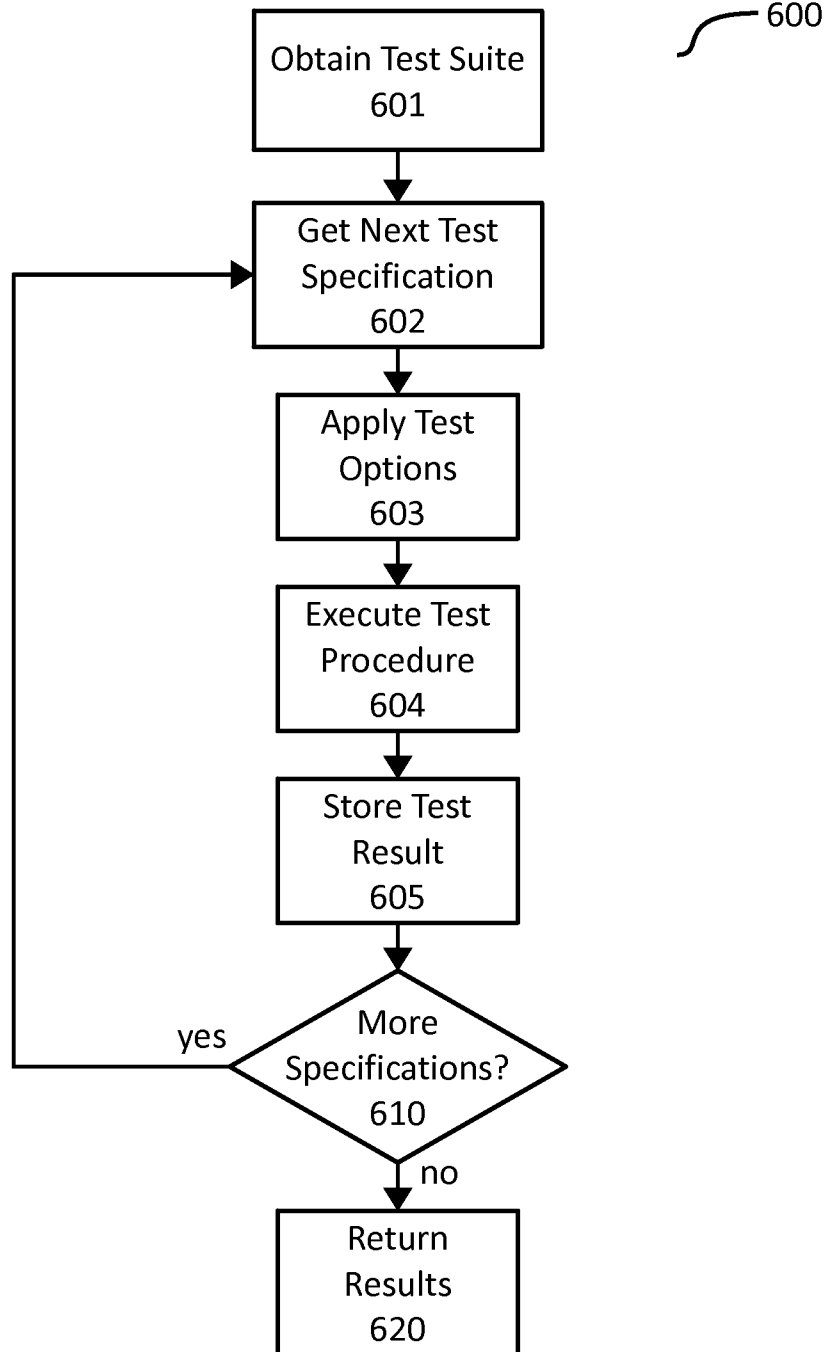 600
Obtain Test Suite
601
Get Next Test
Specification
602
Apply Test
Options
603
Execute Test
Procedure
604
Store Test
Result
605
More
Specifications?
610
yes
no
Return
Results
620